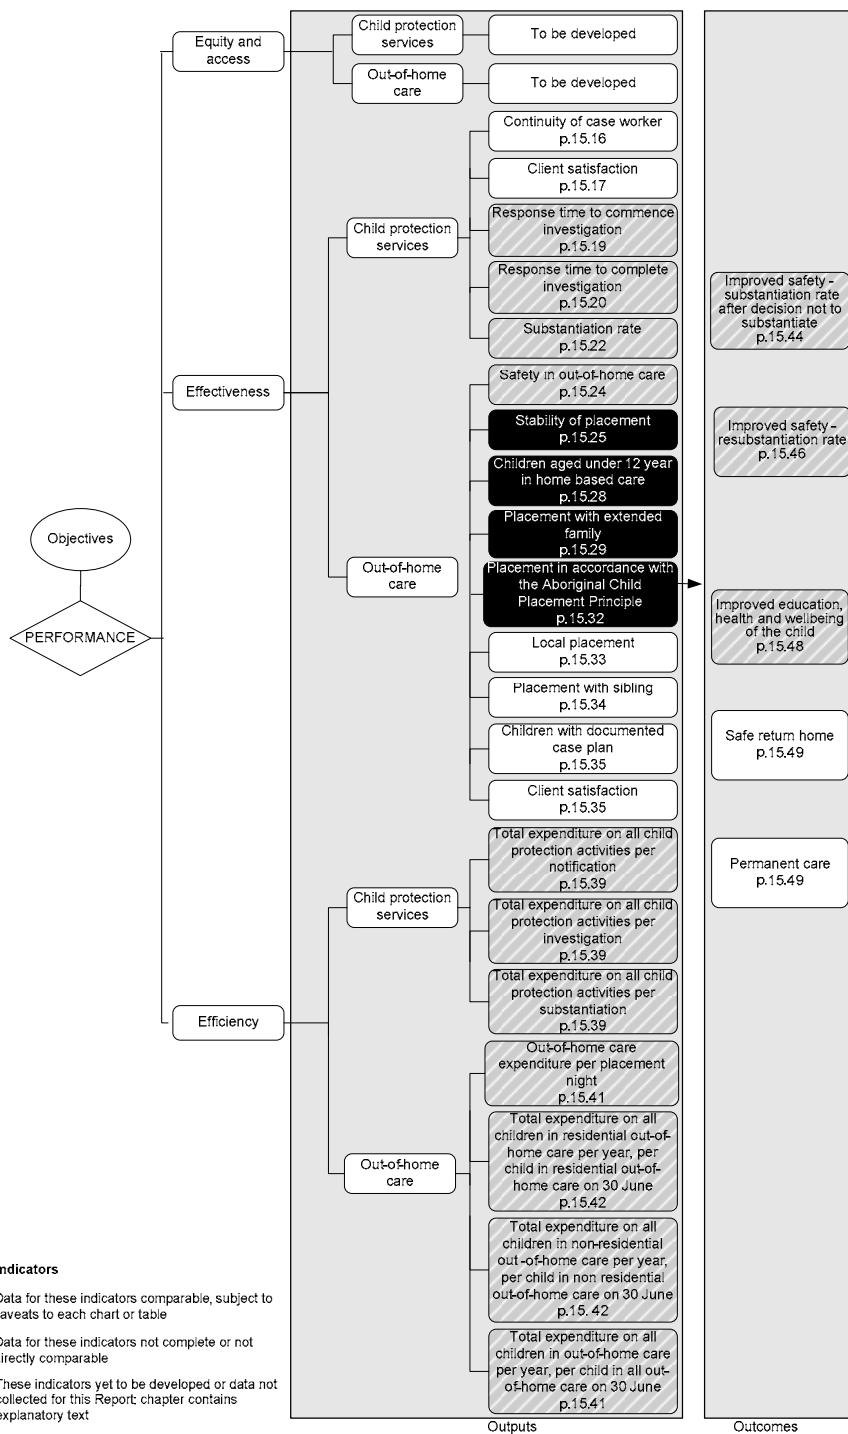 Equity and
access
Child protection
services
To be developed
Out-of-home
care
To be developed
Continuity of case worker
p.15.16
Client satisfaction
p.15.17
Child protection
services
Response time to commence
investigation
p.15.19
Response time to complete
investigation
p.15.20
Substantiation rate
p.15.22
Effectiveness
Safety in out-of-home care
p.15.24
Stability of placement
p.15.25
Children aged under 12 year
in home based care
p.15.28
Placement with extended
family
p.15.29
Out-of-home
care
Placement in accordance with
the Aboriginal Child
Placement Principle
p.15.32
Local placement
p.15.33
Placement with sibling
p.15.34
Children with documented
case plan
p.15.35
Client satisfaction
p.15.35
Objectives
PERFORMANCE
Total expenditure on all child
protection activities per
notification
p.15.39
Child protection
services
Total expenditure on all child
protection activities per
investigation
p.15.39
Total expenditure on all child
protection activities per
substantiation
p.15.39
Efficiency
Out-of-home care
expenditure per placement
night
p.15.41
Out-of-home
care
Total expenditure on all
children in residential out-of-
home care per year, per
child in residential out-of-
home care on 30 June
p.15.42
Total expenditure on all
children in non-residential
out -of-home care per year,
per child in non residential
out-of-home care on 30 June
p.15. 42
Total expenditure on all
children in out-of-home care
per year, per child in all out-
of-home care on 30 June
p.15.41
Outputs
Improved safety -
substantiation rate
after decision not to
substantiate
p.15.44
Improved safety -
resubstantiation rate
p.15.46
Improved education,
health and wellbeing
of the child
p.15.48
Safe return home
p.15.49
Permanent care
p.15.49
Outcomes
ndicators
Data for these indicators comparable, subject to
aveats to each chart or table
Data for these indicators not complete or not
irectly comparable
These indicators yet to be developed or data not
collected for this Report: chapter contains
explanatory text